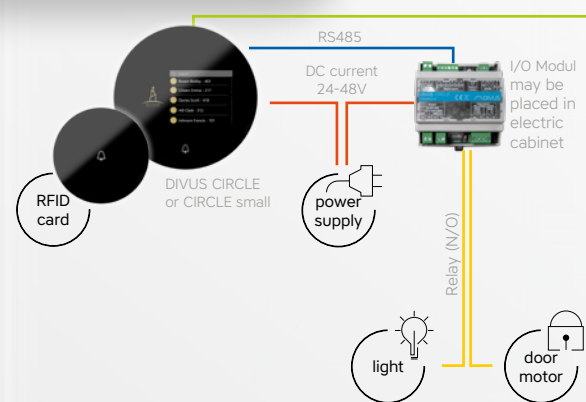 RS485
DC current
24-48V
I/O Modul
may be
placed in
electric
cabinet
DIVUS CIRCLE
or CIRCLE small
RFID
card
power
supply
Relay (N/O)
light
door
motor